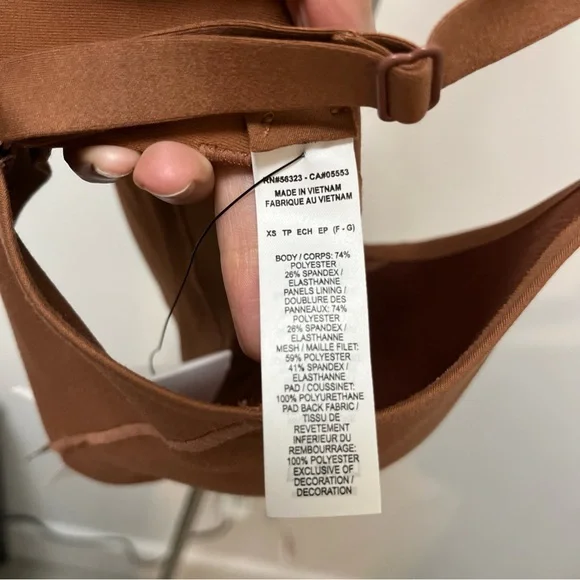 RN#56323 - CA#05553
MADE IN VIETNAM
FABRIQUE AU VIETNAM
XS TP ECH EP (F - G)
BODY / CORPS: 74%
POLYESTER
26% SPANDEX /
ELASTHANNE
PANELS LINING /
DOUBLURE DES
PANNEAUX: 74%
POLYESTER
26% SPANDEX /
ELASTHANNE
MESH / MAILLE FILET:
59% POLYESTER
41% SPANDEX /
ELASTHANNE
PAD / COUSSINET:
100% POLYURETHANE
PAD BACK FABRIC /
TISSU DE
REVETEMENT
INFERIEUR DU
REMBOURRAGE:
100% POLYESTER
EXCLUSIVE OF
DECORATION /
DECORATION